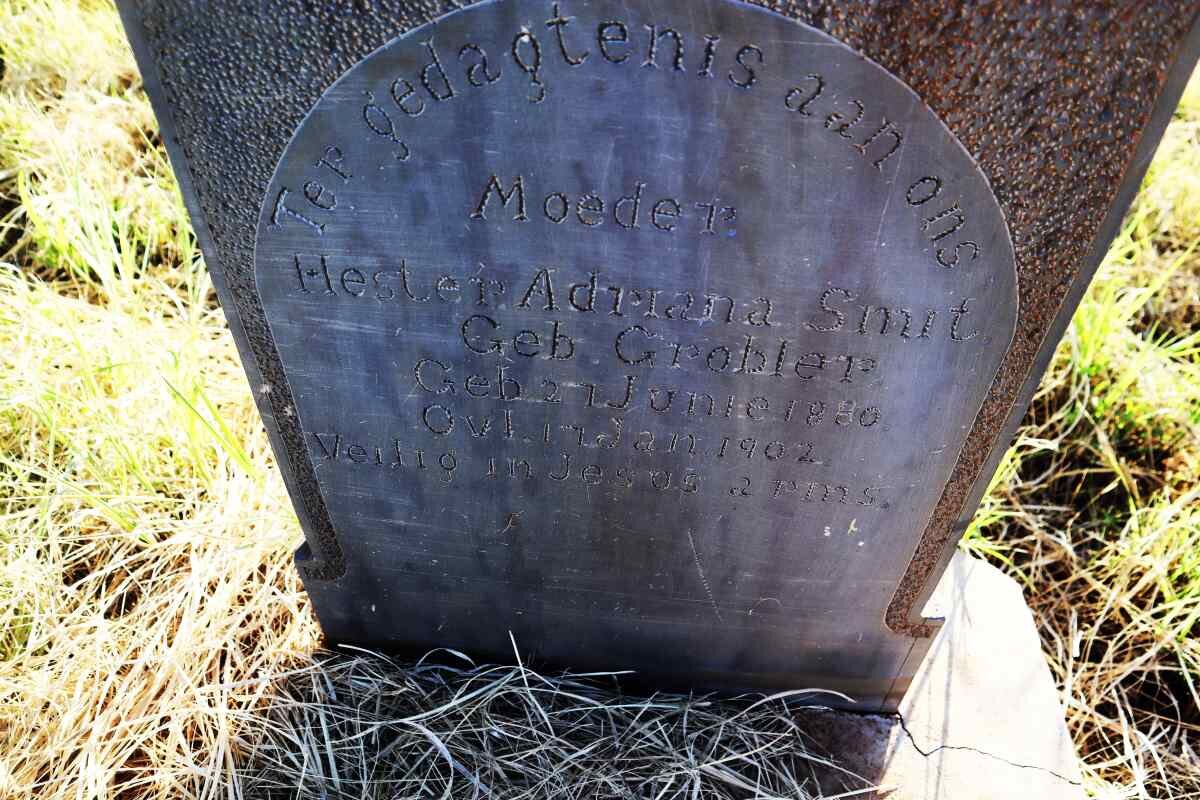 Ter gedagtenis aan ons
Moeder
Hester Adriana Smit.
Geb Grobler.
Geb 27 Junie 1880.
Ovl. 17 Jan. 1902.
Veilig in Jesus arms.